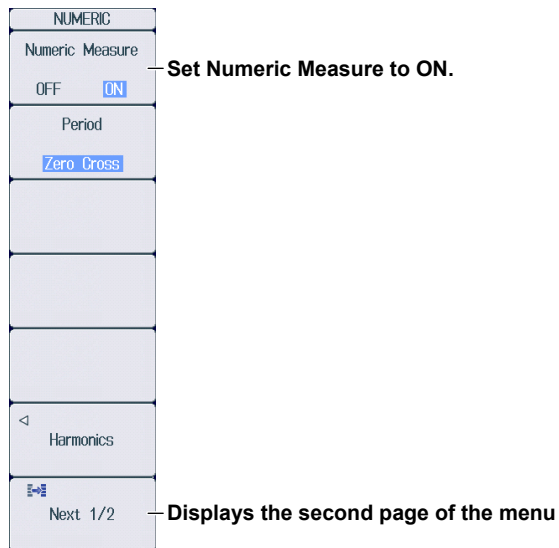 NUMERIC
Numeric Measure
OFF ON
Set Numeric Measure to ON.
Period
Zero Cross
Harmonics
Next 1/2
Displays the second page of the menu